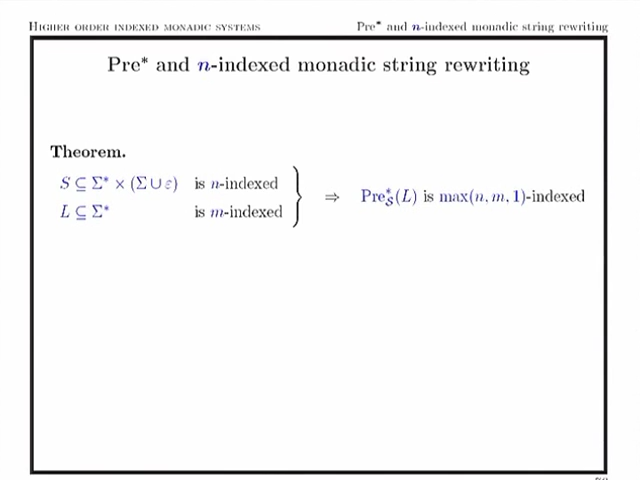 HIGHER ORDER INDEXED MONADIC SYSTEMS Pre* and n-indexed monadic string rewriting
Pre* and n-indexed monadic string rewriting
Theorem.
S ⊆ Σ* × (Σ ∪ ε) is n-indexed
L ⊆ Σ* is m-indexed
} ⇒ Pre*_S(L) is max(n, m, 1)-indexed